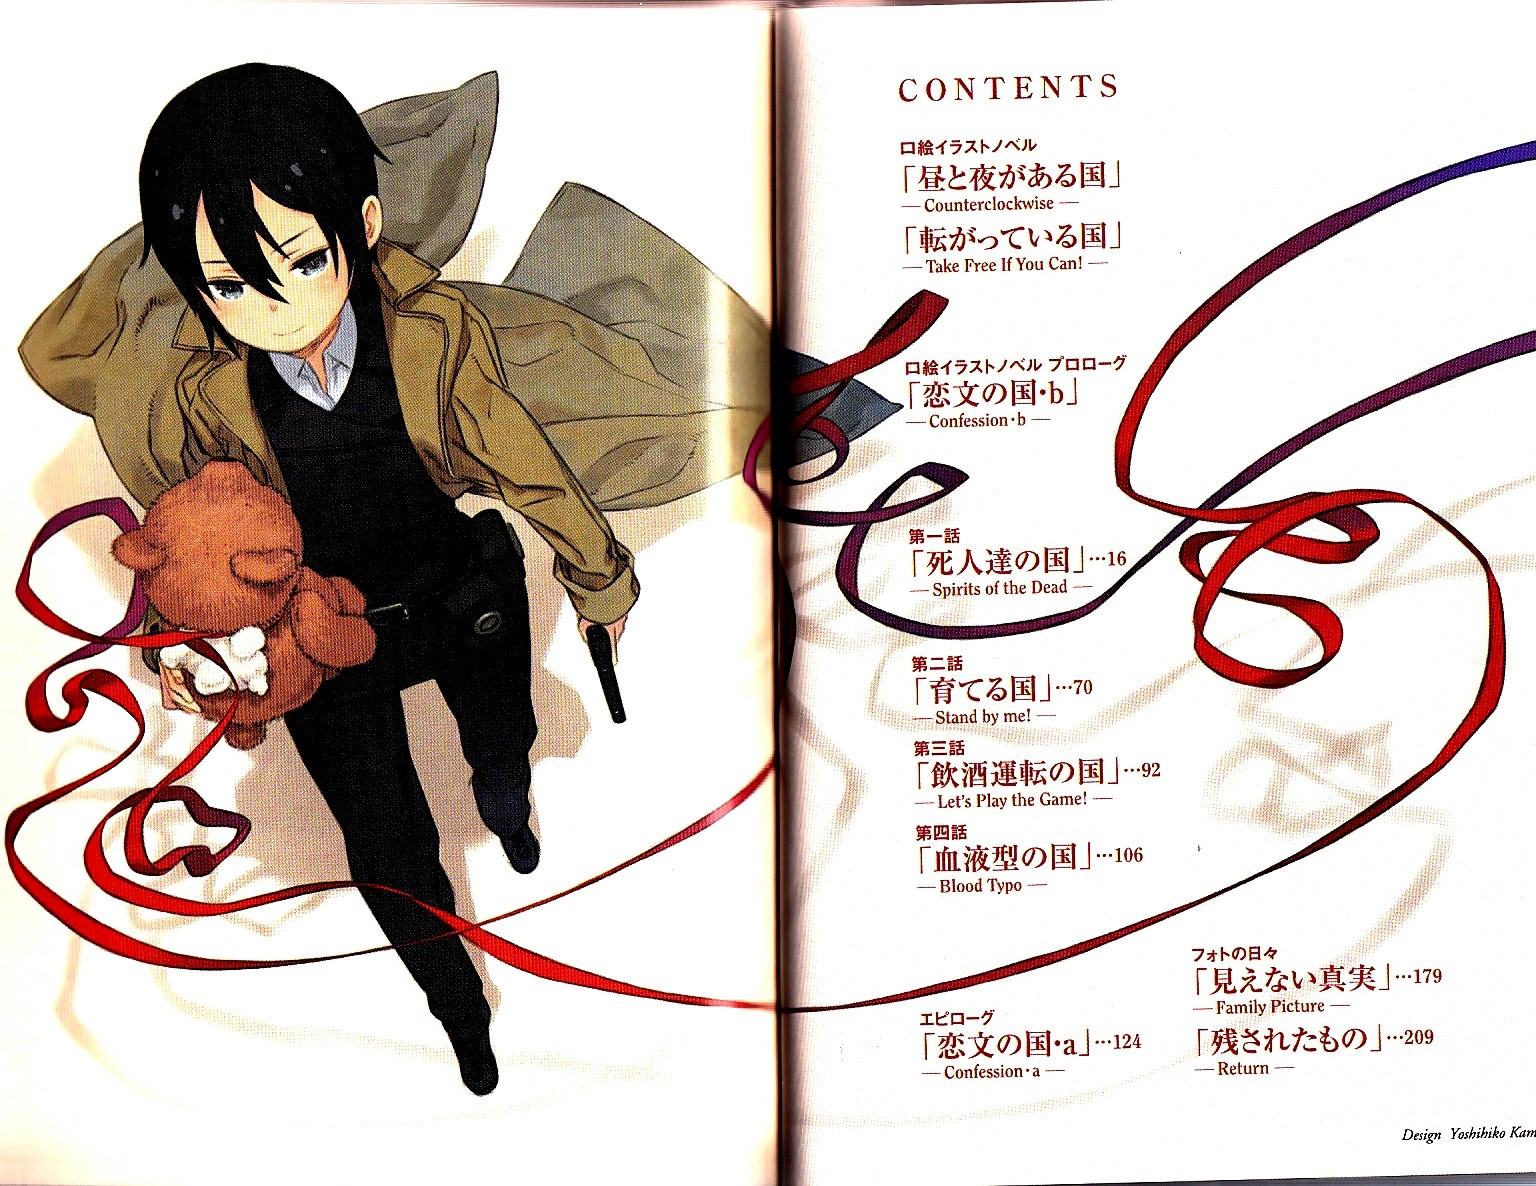 CONTENTS
口絵イラストノベル
「昼と夜がある国」
— Counterclockwise —
「転がっている国」
— Take Free If You Can! —
口絵イラストノベル プロローグ
「恋文の国・b」
— Confession・b —
第一話
「死人達の国」…16
— Spirits of the Dead —
第二話
「育てる国」…70
— Stand by me! —
第三話
「飲酒運転の国」…92
— Let's Play the Game! —
第四話
「血液型の国」…106
— Blood Typo —
エピローグ
「恋文の国・a」…124
— Confession・a —
フォトの日々
「見えない真実」…179
— Family Picture —
「残されたもの」…209
— Return —
Design Yoshihiko Kam